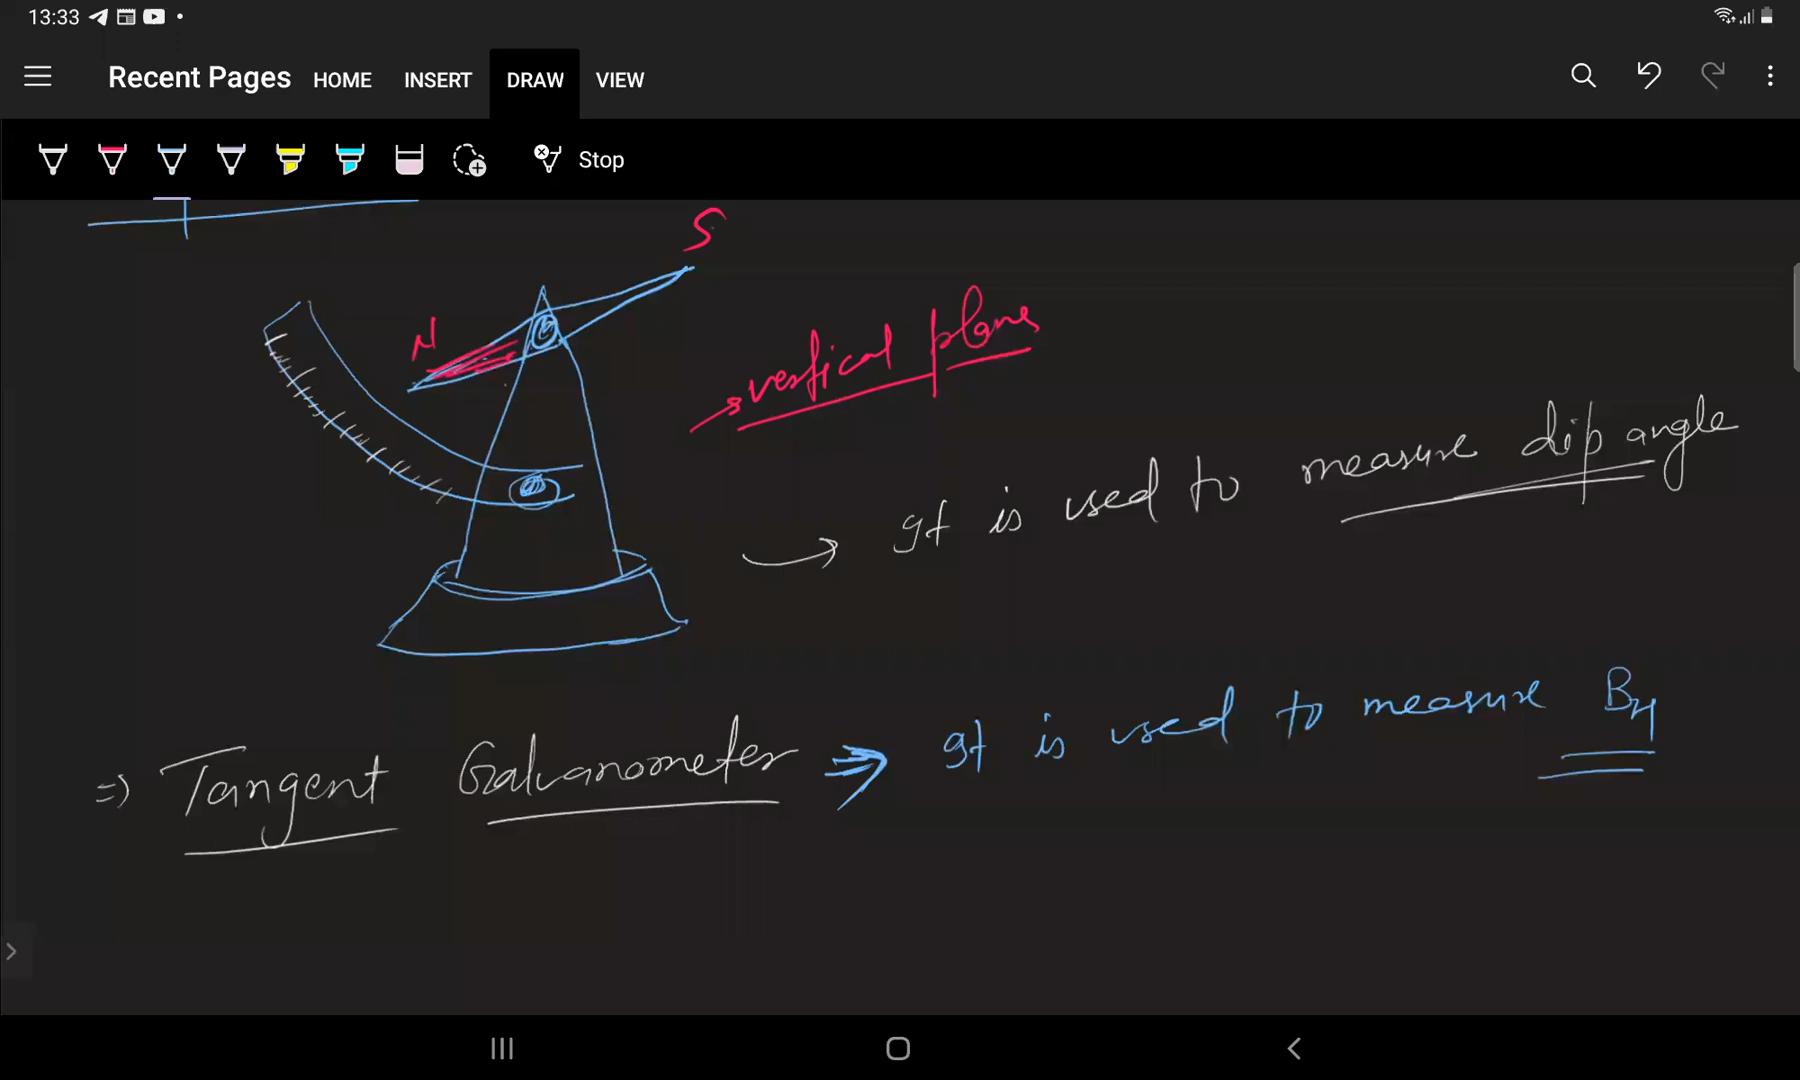 13:33
Recent Pages HOME INSERT DRAW VIEW
Stop
S
N
→ vertical plane
→ It is used to measure dip angle
⇒ Tangent Galvanometer ⇒ It is used to measure BH